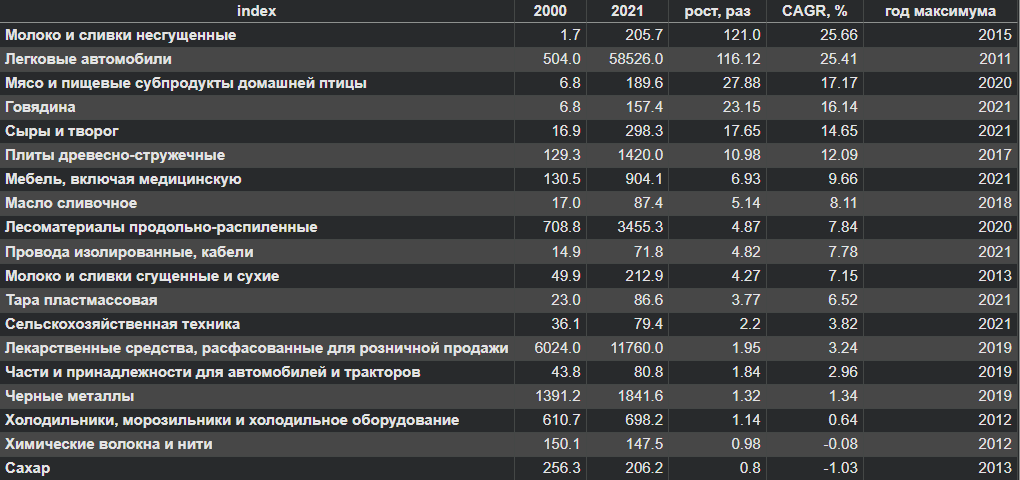 index 2000 2021 рост, раз CAGR, % год максимума
Молоко и сливки несгущенные 1.7 205.7 121.0 25.66 2015
Легковые автомобили 504.0 58526.0 116.12 25.41 2011
Мясо и пищевые субпродукты домашней птицы 6.8 189.6 27.88 17.17 2020
Говядина 6.8 157.4 23.15 16.14 2021
Сыры и творог 16.9 298.3 17.65 14.65 2021
Плиты древесно-стружечные 129.3 1420.0 10.98 12.09 2017
Мебель, включая медицинскую 130.5 904.1 6.93 9.66 2021
Масло сливочное 17.0 87.4 5.14 8.11 2018
Лесоматериалы продольно-распиленные 708.8 3455.3 4.87 7.84 2020
Провода изолированные, кабели 14.9 71.8 4.82 7.78 2021
Молоко и сливки сгущенные и сухие 49.9 212.9 4.27 7.15 2013
Тара пластмассовая 23.0 86.6 3.77 6.52 2021
Сельскохозяйственная техника 36.1 79.4 2.2 3.82 2021
Лекарственные средства, расфасованные для розничной продажи 6024.0 11760.0 1.95 3.24 2019
Части и принадлежности для автомобилей и тракторов 43.8 80.8 1.84 2.96 2019
Черные металлы 1391.2 1841.6 1.32 1.34 2019
Холодильники, морозильники и холодильное оборудование 610.7 698.2 1.14 0.64 2012
Химические волокна и нити 150.1 147.5 0.98 -0.08 2012
Сахар 256.3 206.2 0.8 -1.03 2013